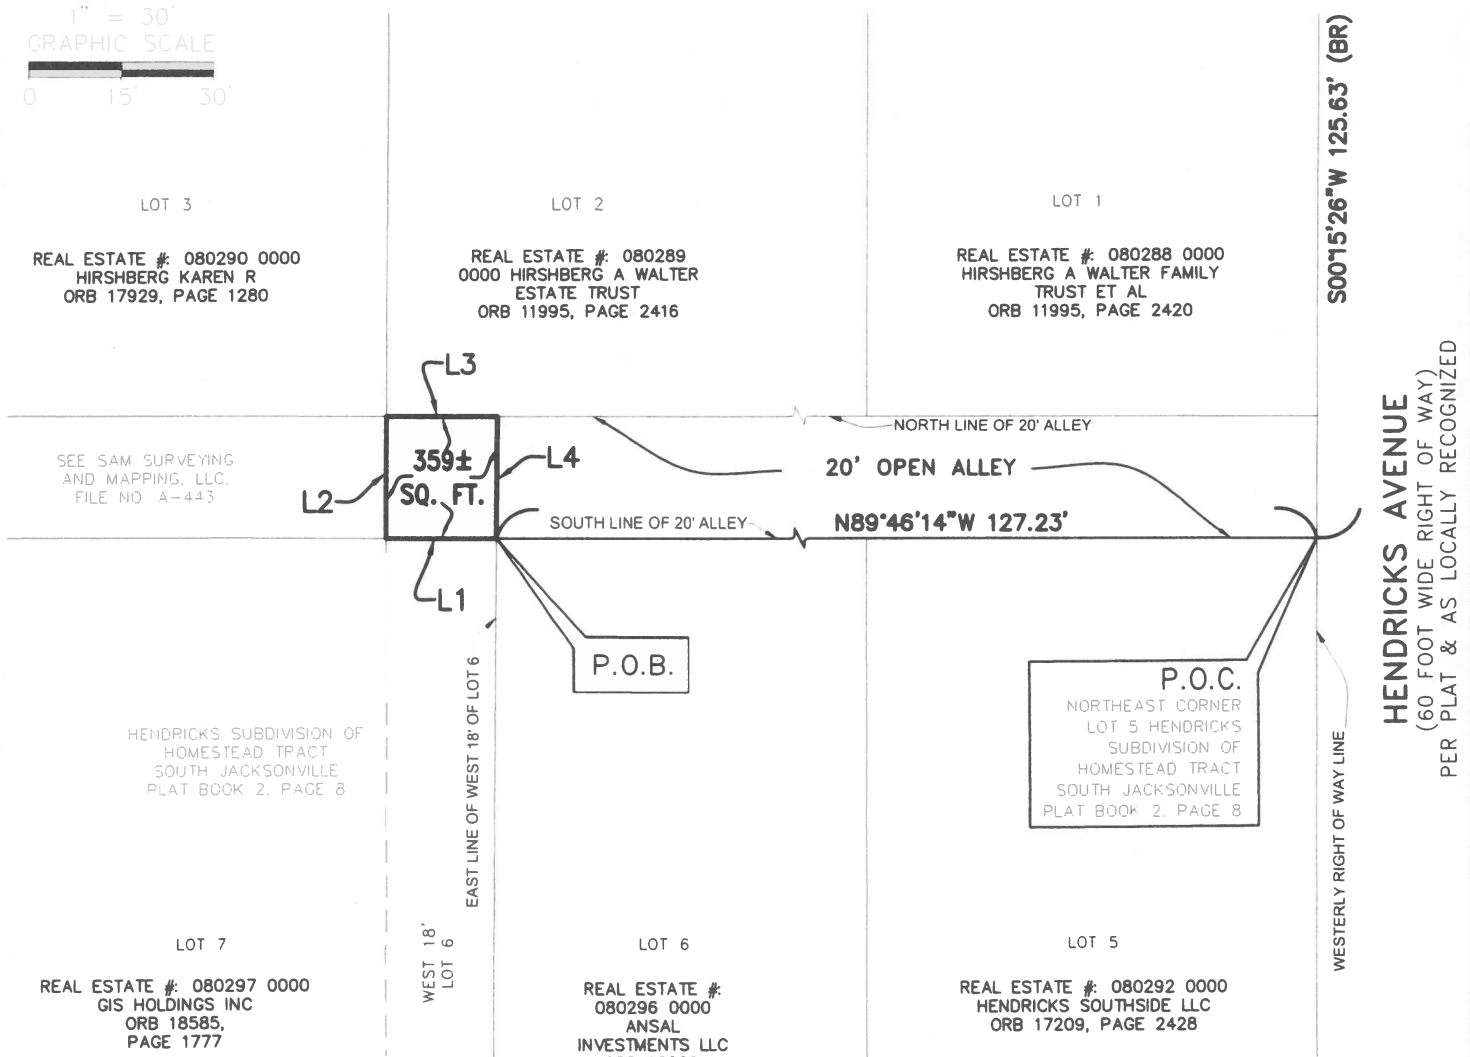 1" = 30'
GRAPHIC SCALE
0 15' 30'
LOT 3
REAL ESTATE #: 080290 0000
HIRSHBERG KAREN R
ORB 17929, PAGE 1280
LOT 2
REAL ESTATE #: 080289
0000 HIRSHBERG A WALTER
ESTATE TRUST
ORB 11995, PAGE 2416
LOT 1
REAL ESTATE #: 080288 0000
HIRSHBERG A WALTER FAMILY
TRUST ET AL
ORB 11995, PAGE 2420
S00°15'26"W 125.63' (BR)
HENDRICKS AVENUE
(60 FOOT WIDE RIGHT OF WAY)
PER PLAT & AS LOCALLY RECOGNIZED
L3
NORTH LINE OF 20' ALLEY
SEE SAM SURVEYING
AND MAPPING, LLC.
FILE NO A-443
L2
359±
SQ. FT.
L4
20' OPEN ALLEY
SOUTH LINE OF 20' ALLEY
N89°46'14"W 127.23'
L1
P.O.B.
P.O.C.
NORTHEAST CORNER
LOT 5 HENDRICKS
SUBDIVISION OF
HOMESTEAD TRACT
SOUTH JACKSONVILLE
PLAT BOOK 2, PAGE 8
HENDRICKS SUBDIVISION OF
HOMESTEAD TRACT
SOUTH JACKSONVILLE
PLAT BOOK 2, PAGE 8
EAST LINE OF WEST 18' OF LOT 6
WESTERLY RIGHT OF WAY LINE
WEST 18'
LOT 6
LOT 7
REAL ESTATE #: 080297 0000
GIS HOLDINGS INC
ORB 18585,
PAGE 1777
LOT 6
REAL ESTATE #:
080296 0000
ANSAL
INVESTMENTS LLC
LOT 5
REAL ESTATE #: 080292 0000
HENDRICKS SOUTHSIDE LLC
ORB 17209, PAGE 2428